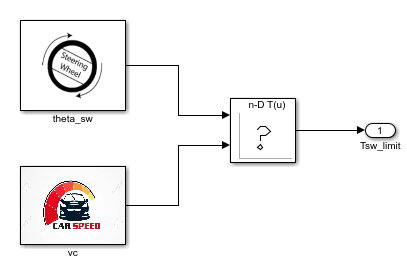 Steering
Wheel
theta_sw
n-D T(u)
?
1
Tsw_limit
CAR SPEED
vc